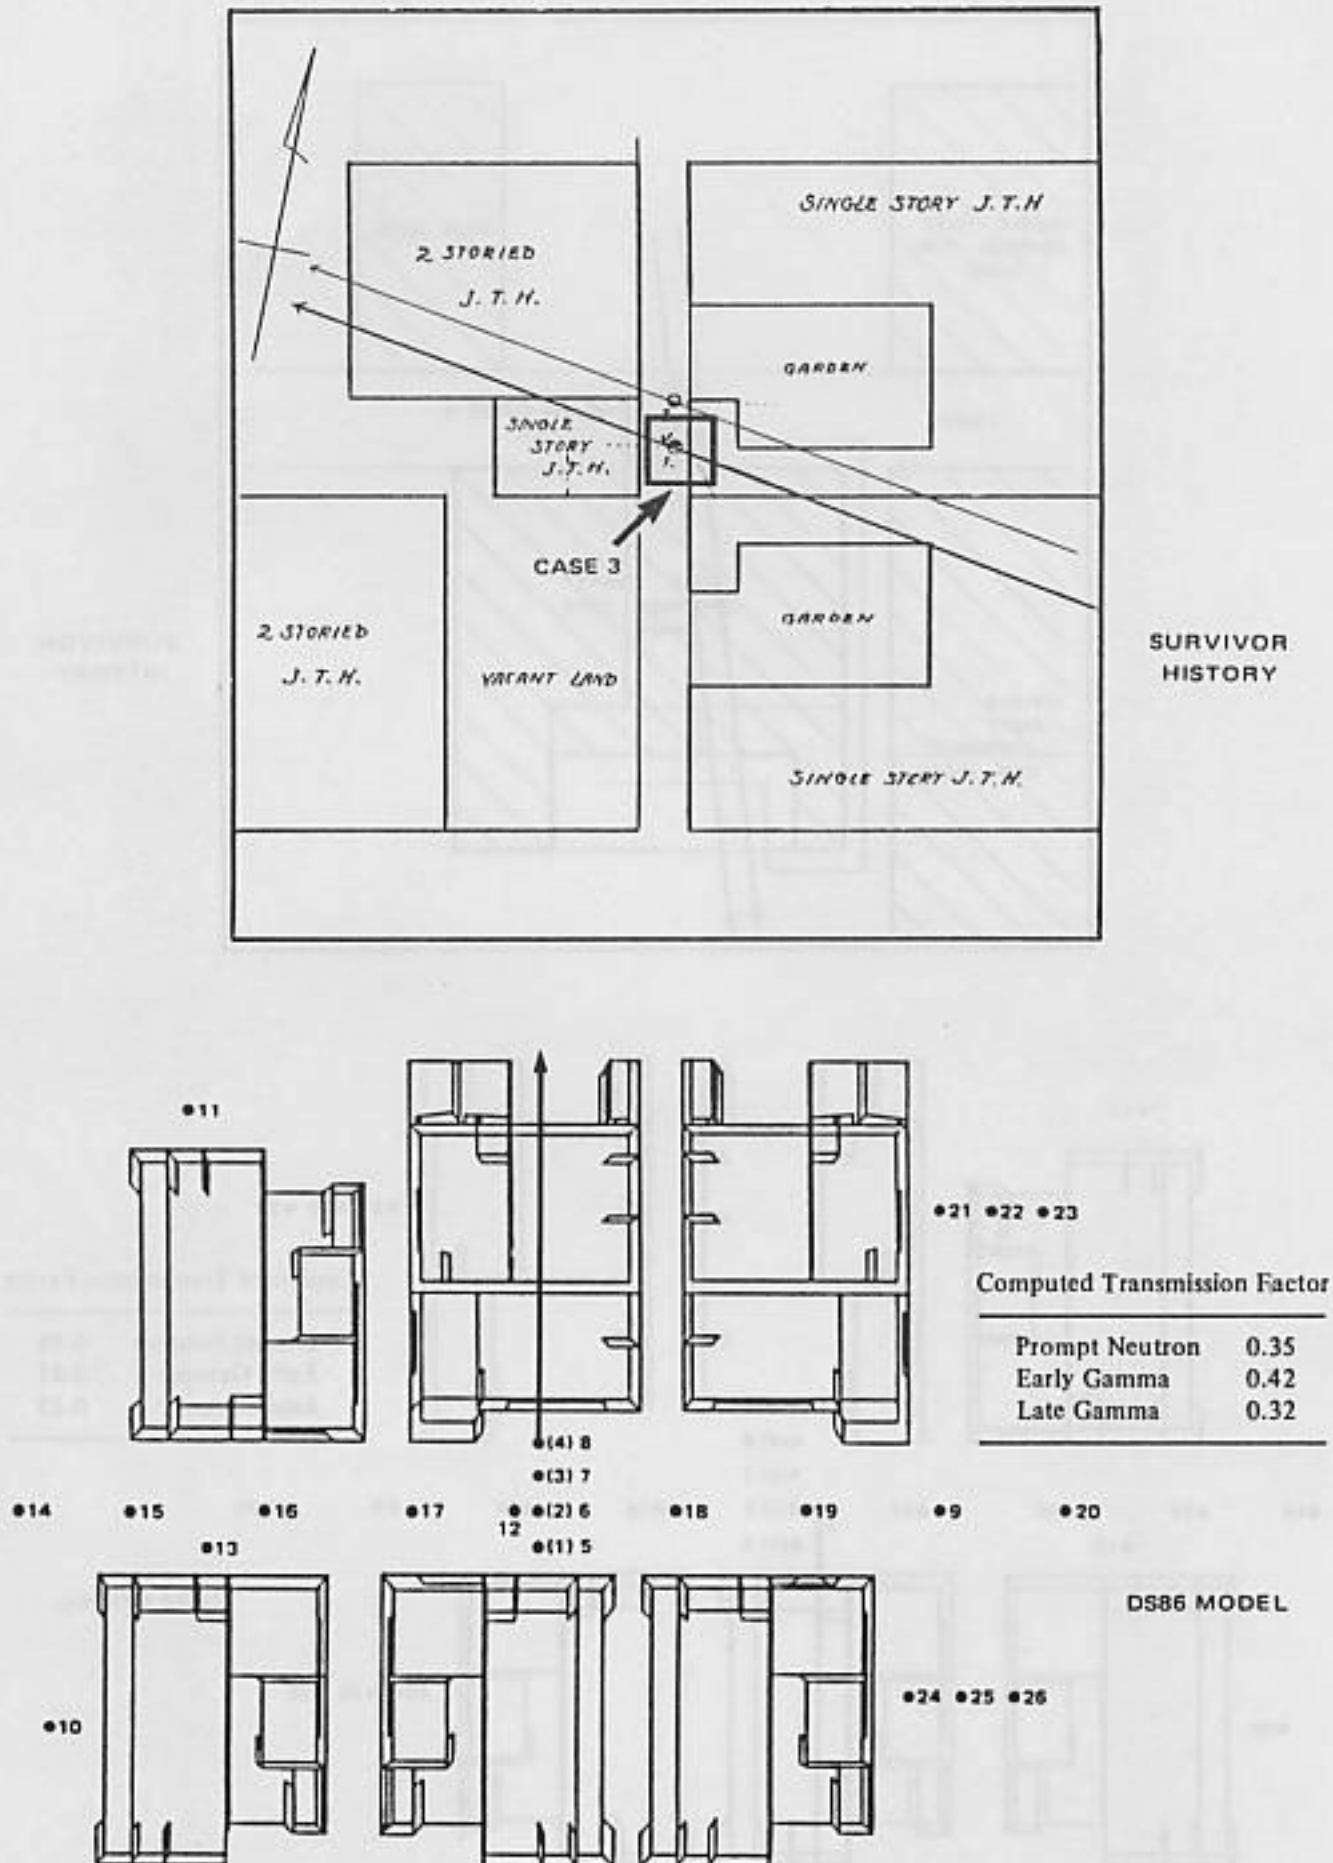 SINGLE STORY J.T.H
2 STORIED
J.T.H.
GARDEN
SINGLE
STORY
J.T.H.
1.
CASE 3
2 STORIED
J.T.H.
VACANT LAND
GARDEN
SINGLE STORY J.T.H.
SURVIVOR
HISTORY
11
21 22 23
Computed Transmission Factor
Prompt Neutron 0.35
Early Gamma 0.42
Late Gamma 0.32
(4) 8
(3) 7
14 15 16 17 12 (2) 6 18 19 9 20
13 (1) 5
DS86 MODEL
24 25 26
10